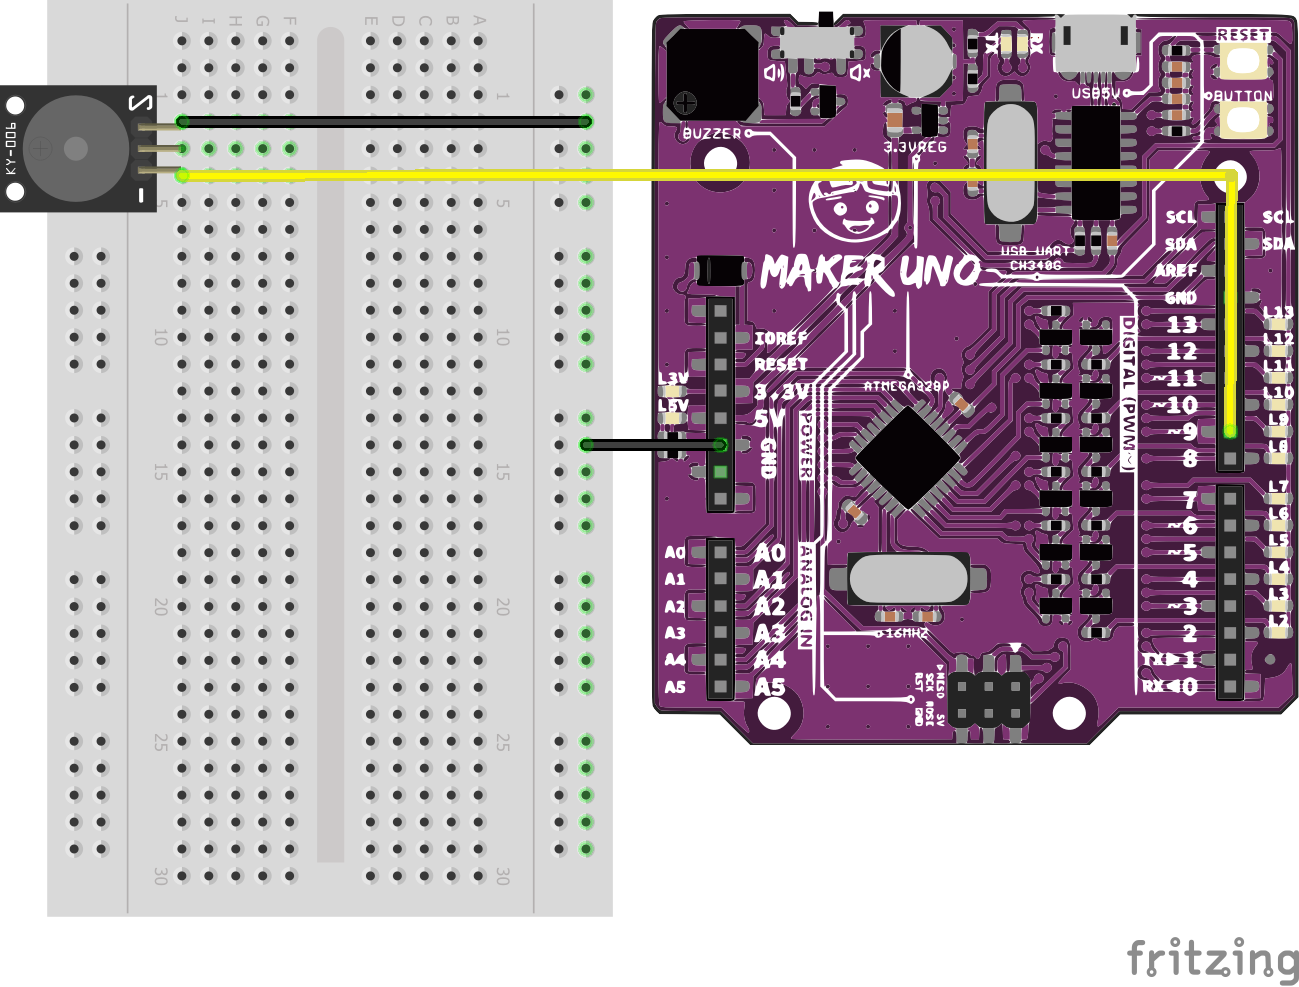 J I H G F E D C B A
1 1
5 5
10 10
15 15
20 20
25 25
30 30
KY-006
S
-
BUZZER
TX
RX
3.3VREG
USB5V
RESET
BUTTON
USB UART
CH340G
MAKER UNO
ATMEGA328P
IOREF
RESET
3.3V
5V
GND
POWER
L3V
L5V
A0 A0
A1 A1
A2 A2
A3 A3
A4 A4
A5 A5
ANALOG IN
16MHZ
MISO
SCK
RST
5V
MOSI
GND
SCL SCL
SDA SDA
AREF
GND
13 L13
12 L12
~11 L11
~10 L10
~9 L9
8 L8
7 L7
~6 L6
~5 L5
4 L4
~3 L3
2 L2
TX▶1
RX◀0
DIGITAL (PWM~)
fritzing